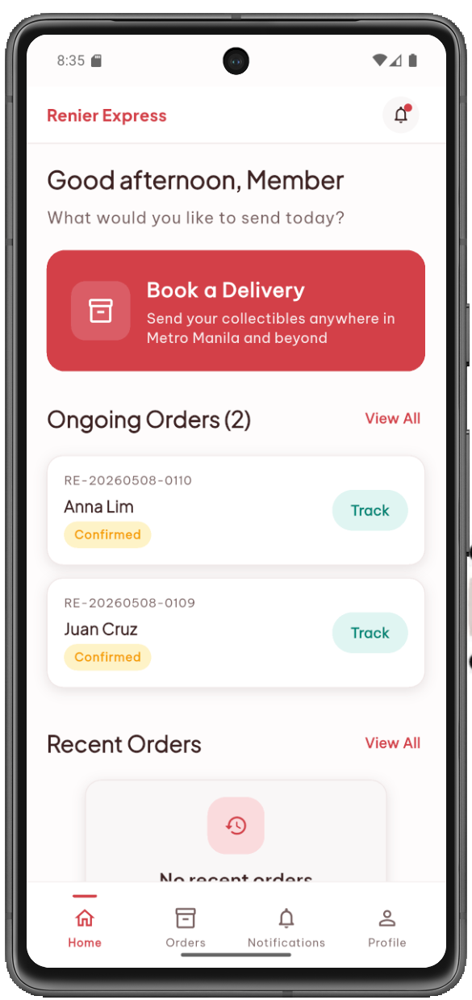 8:35
Renier Express
Good afternoon, Member
What would you like to send today?
Book a Delivery
Send your collectibles anywhere in
Metro Manila and beyond
Ongoing Orders (2)
View All
RE-20260508-0110
Anna Lim
Confirmed
Track
RE-20260508-0109
Juan Cruz
Confirmed
Track
Recent Orders
View All
No recent orders
Home
Orders
Notifications
Profile